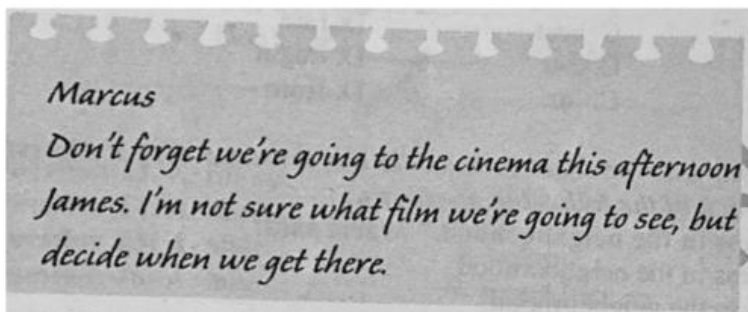 Marcus
Don't forget we're going to the cinema this afternoon
James. I'm not sure what film we're going to see, but
decide when we get there.